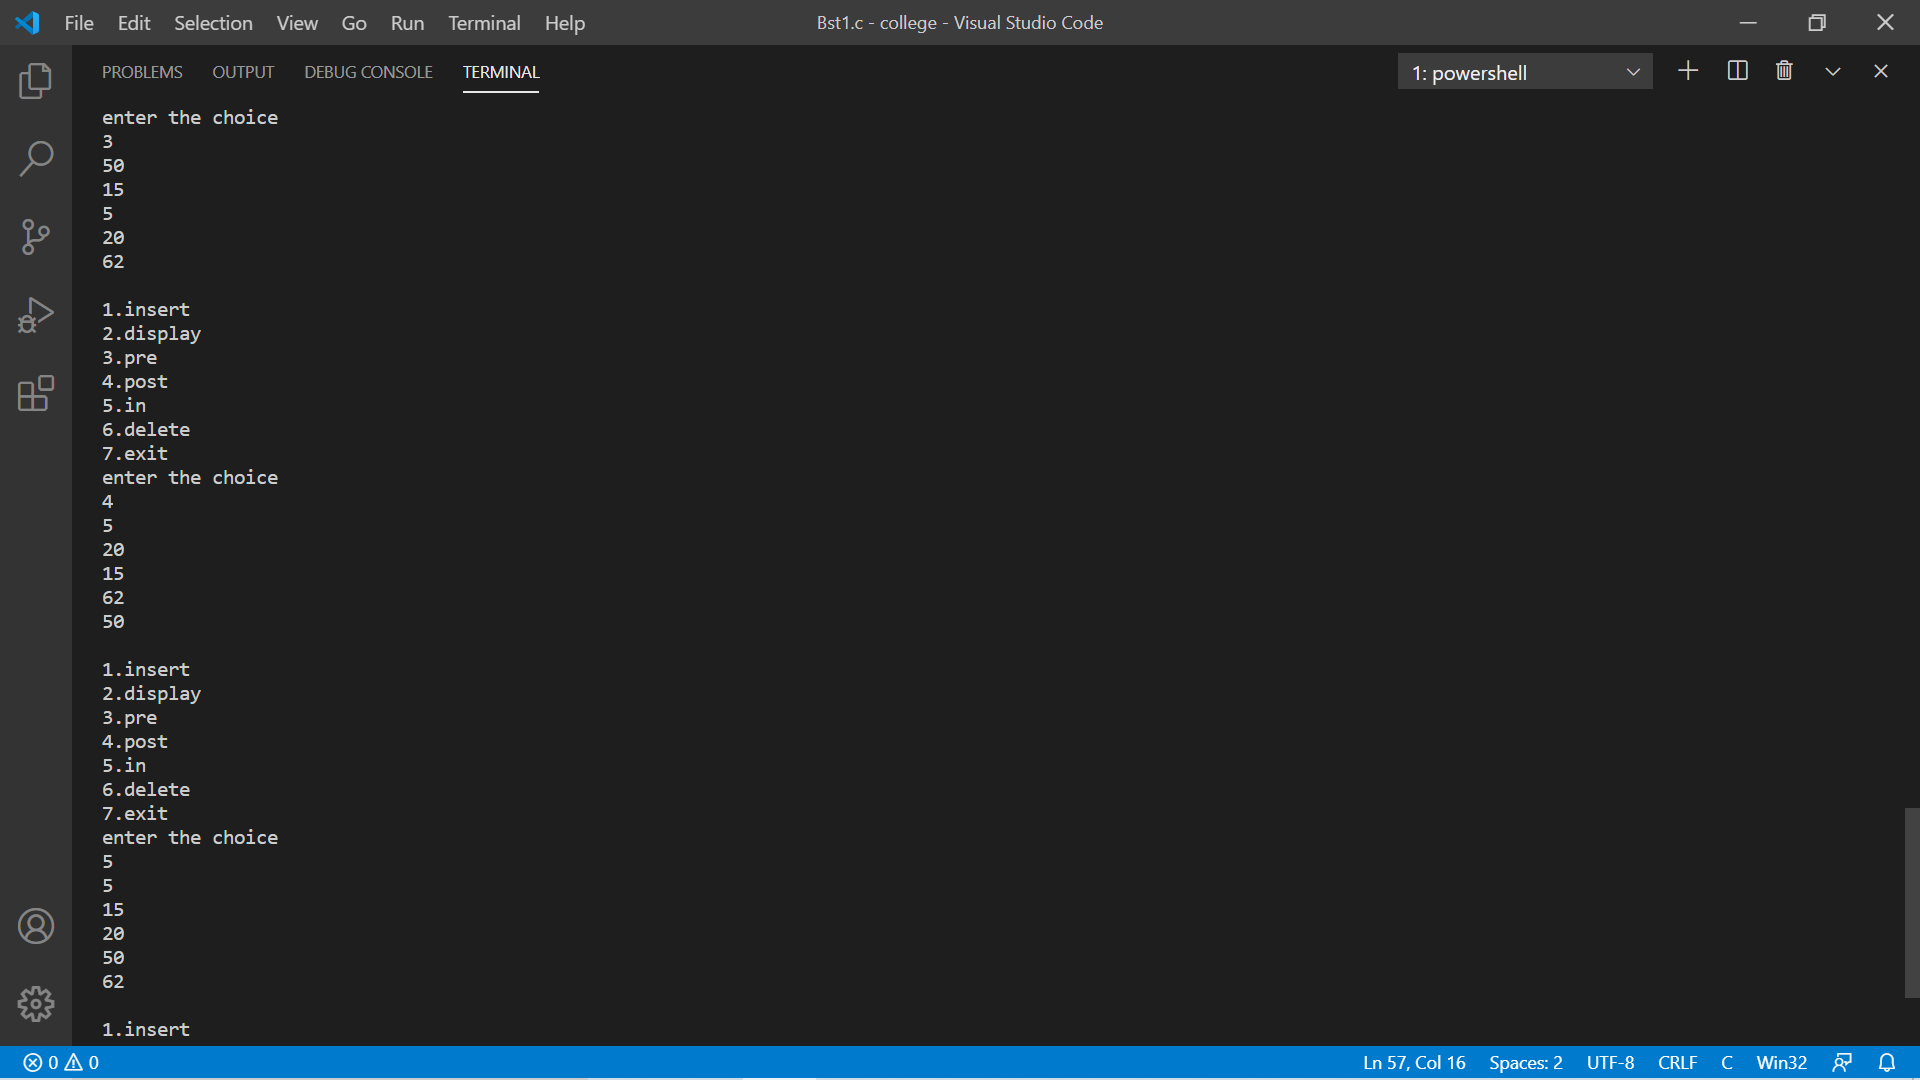 File Edit Selection View Go Run Terminal Help
Bst1.c - college - Visual Studio Code
PROBLEMS OUTPUT DEBUG CONSOLE TERMINAL
1: powershell
enter the choice
3
50
15
5
20
62
1.insert
2.display
3.pre
4.post
5.in
6.delete
7.exit
enter the choice
4
5
20
15
62
50
1.insert
2.display
3.pre
4.post
5.in
6.delete
7.exit
enter the choice
5
5
15
20
50
62
1.insert
0 0
Ln 57, Col 16 Spaces: 2 UTF-8 CRLF C Win32